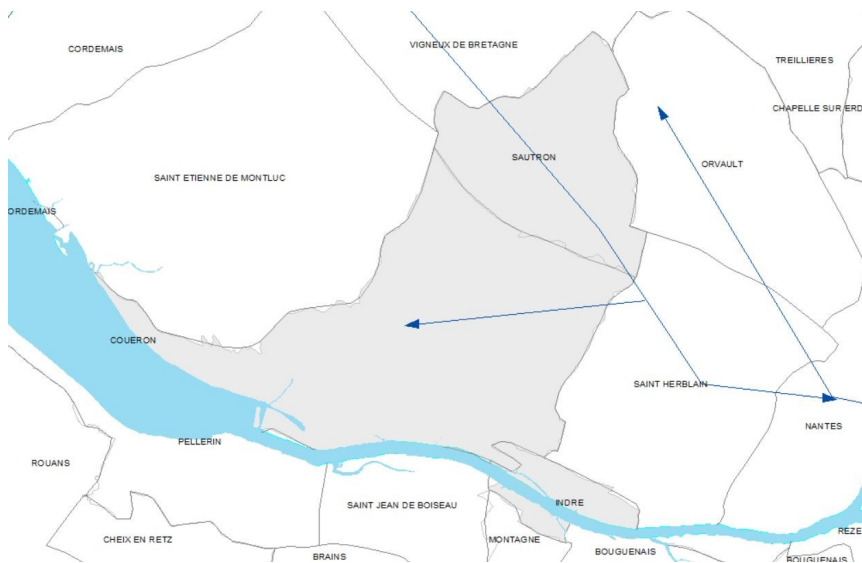 CORDEMAIS
VIGNEUX DE BRETAGNE
TREILLIERES
CHAPELLE SUR ERD
SAUTRON
ORVAULT
SAINT ETIENNE DE MONTLUC
ORDEMAIS
COUERON
SAINT HERBLAIN
NANTES
PELLERIN
ROUANS
SAINT JEAN DE BOISEAU
INDRE
REZE
CHEIX EN RETZ
MONTAGNE
BOUGUENAIS
BRAINS
BOUGUENAIS